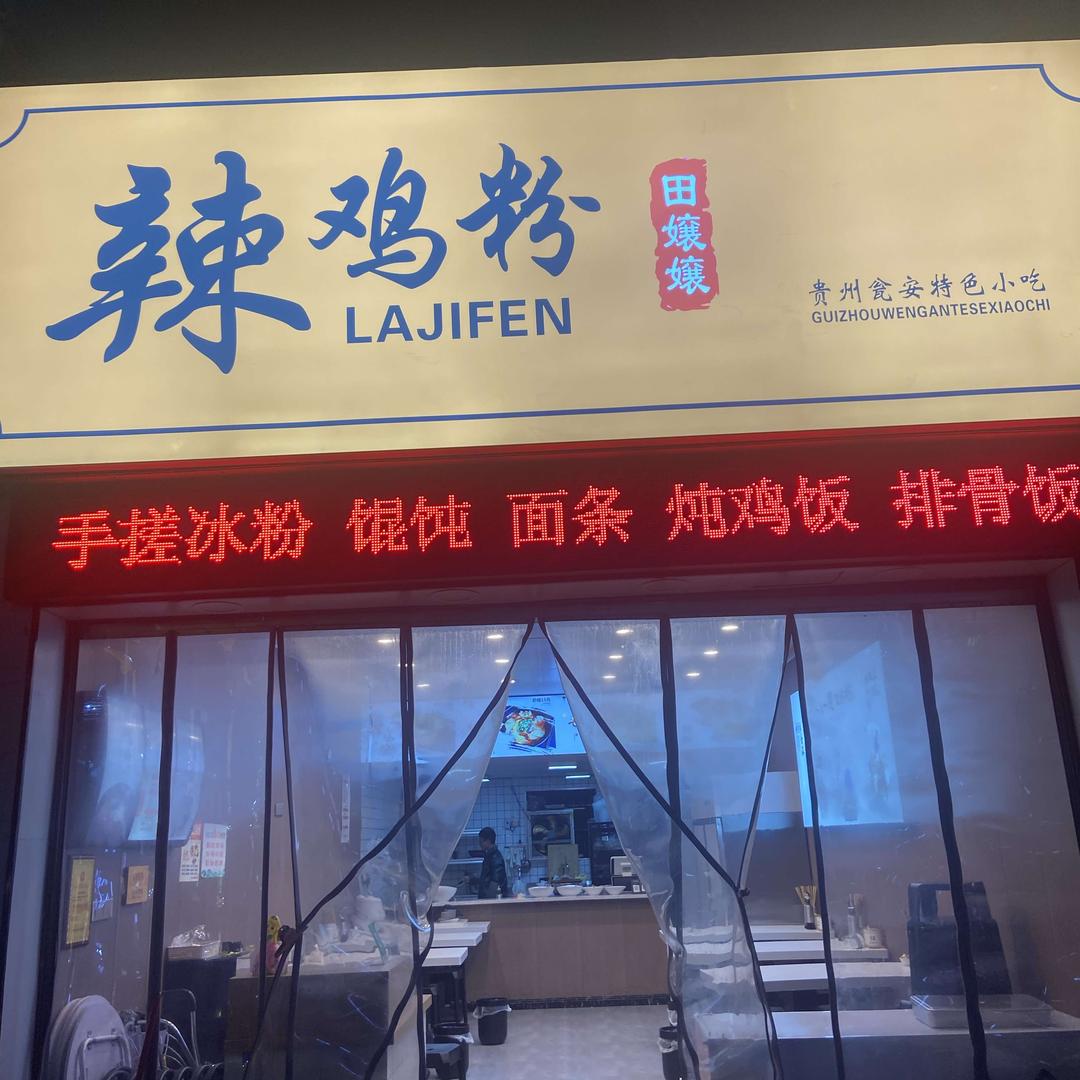 辣鸡粉
LAJIFEN
田孃孃
贵州瓮安特色小吃
GUIZHOUWENGANTESEXIAOCHI
手搓冰粉 馄饨 面条 炖鸡饭 排骨饭